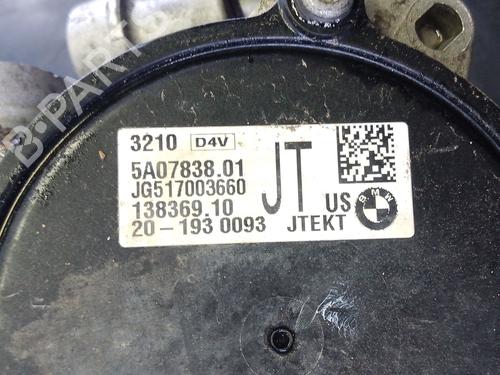 B-PARTS
3210 D4V
5A07838.01
JG517003660
138369.10
20-193 0093
JT
US
BMW
JTEKT